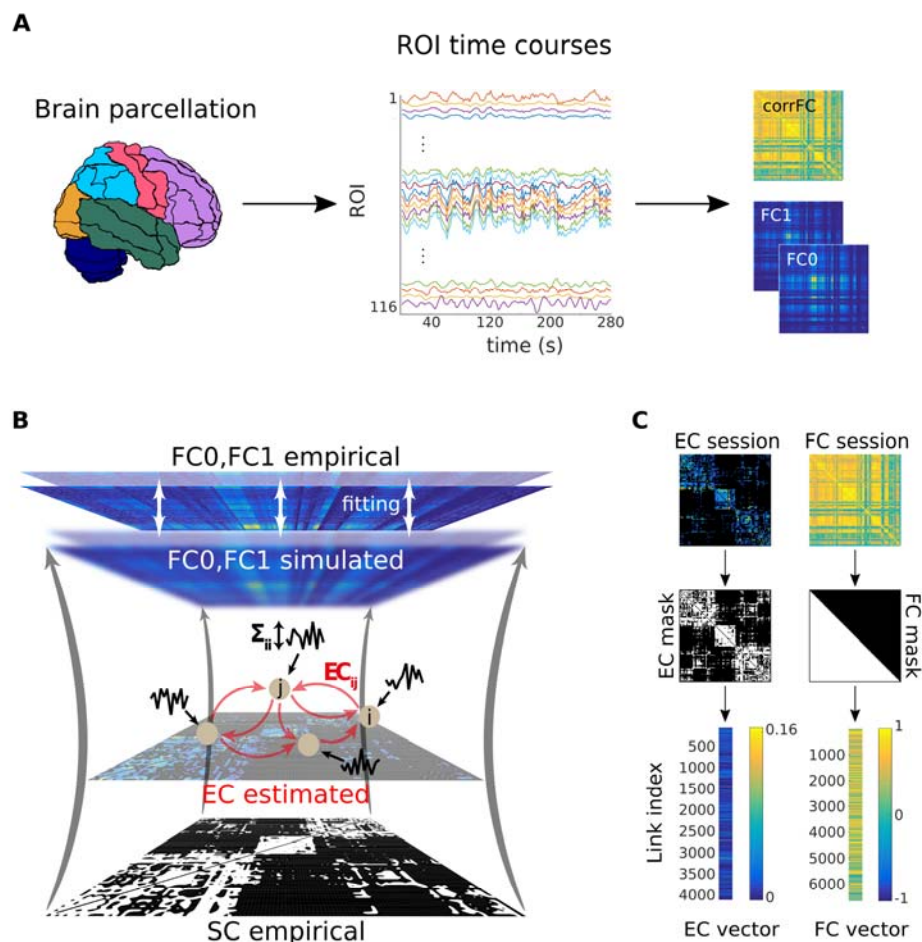 A
ROI time courses
Brain parcellation
ROI
1
116
40
120
200
280
time (s)
corrFC
FC1
FC0
B
FC0,FC1 empirical
fitting
FC0,FC1 simulated
Σii
ECij
j
i
EC estimated
SC empirical
C
EC session
FC session
EC mask
FC mask
Link index
500
1000
1500
2000
2500
3000
3500
4000
0.16
0
EC vector
1000
2000
3000
4000
5000
6000
1
0
-1
FC vector